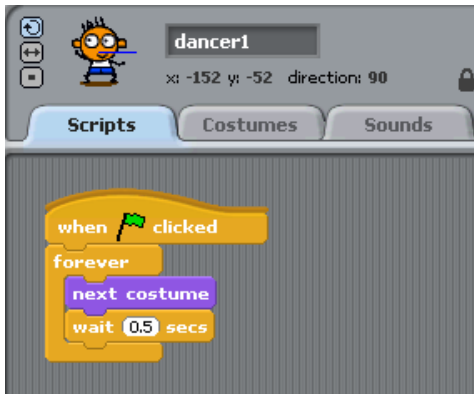 dancer1
x: -152 y: -52 direction: 90
Scripts Costumes Sounds
when clicked
forever
next costume
wait 0.5 secs